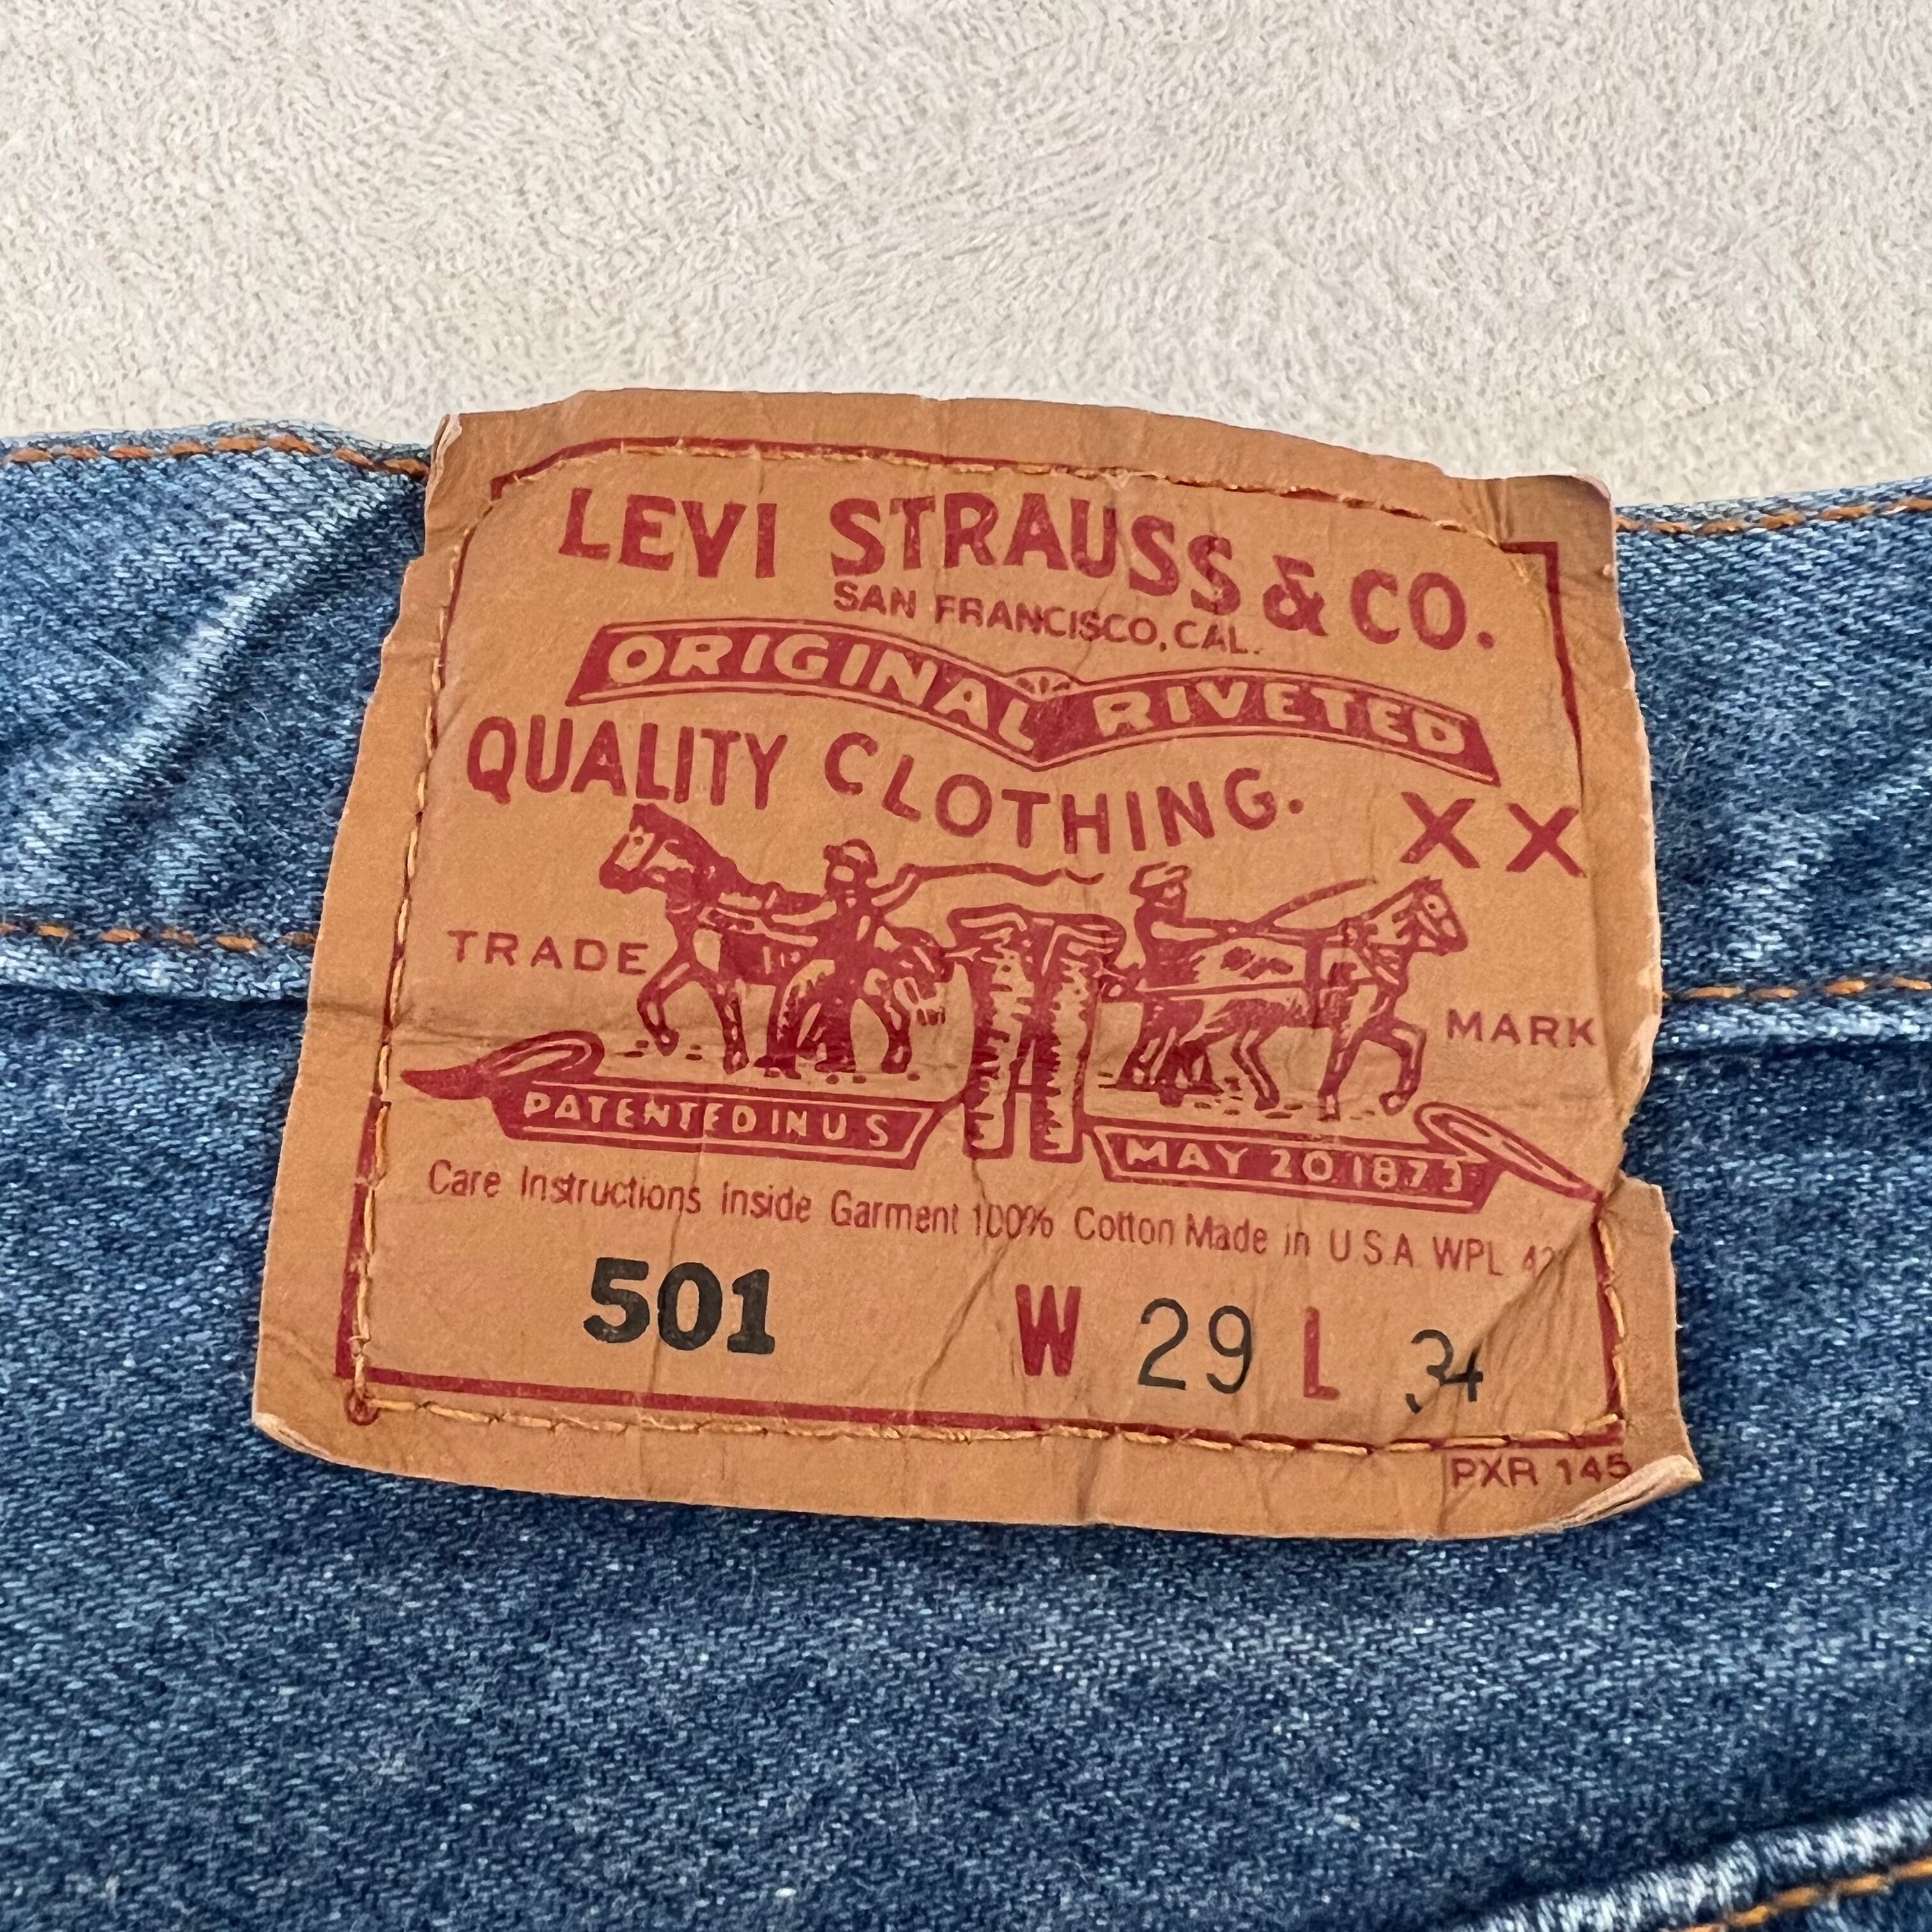 LEVI STRAUSS & CO.
SAN FRANCISCO, CAL.
ORIGINAL RIVETED
QUALITY CLOTHING.
XX
TRADE MARK
PATENTED IN U S
MAY 20 1873
Care Instructions Inside Garment 100% Cotton Made in U.S.A. WPL
501 W 29 L 34
PXR 145